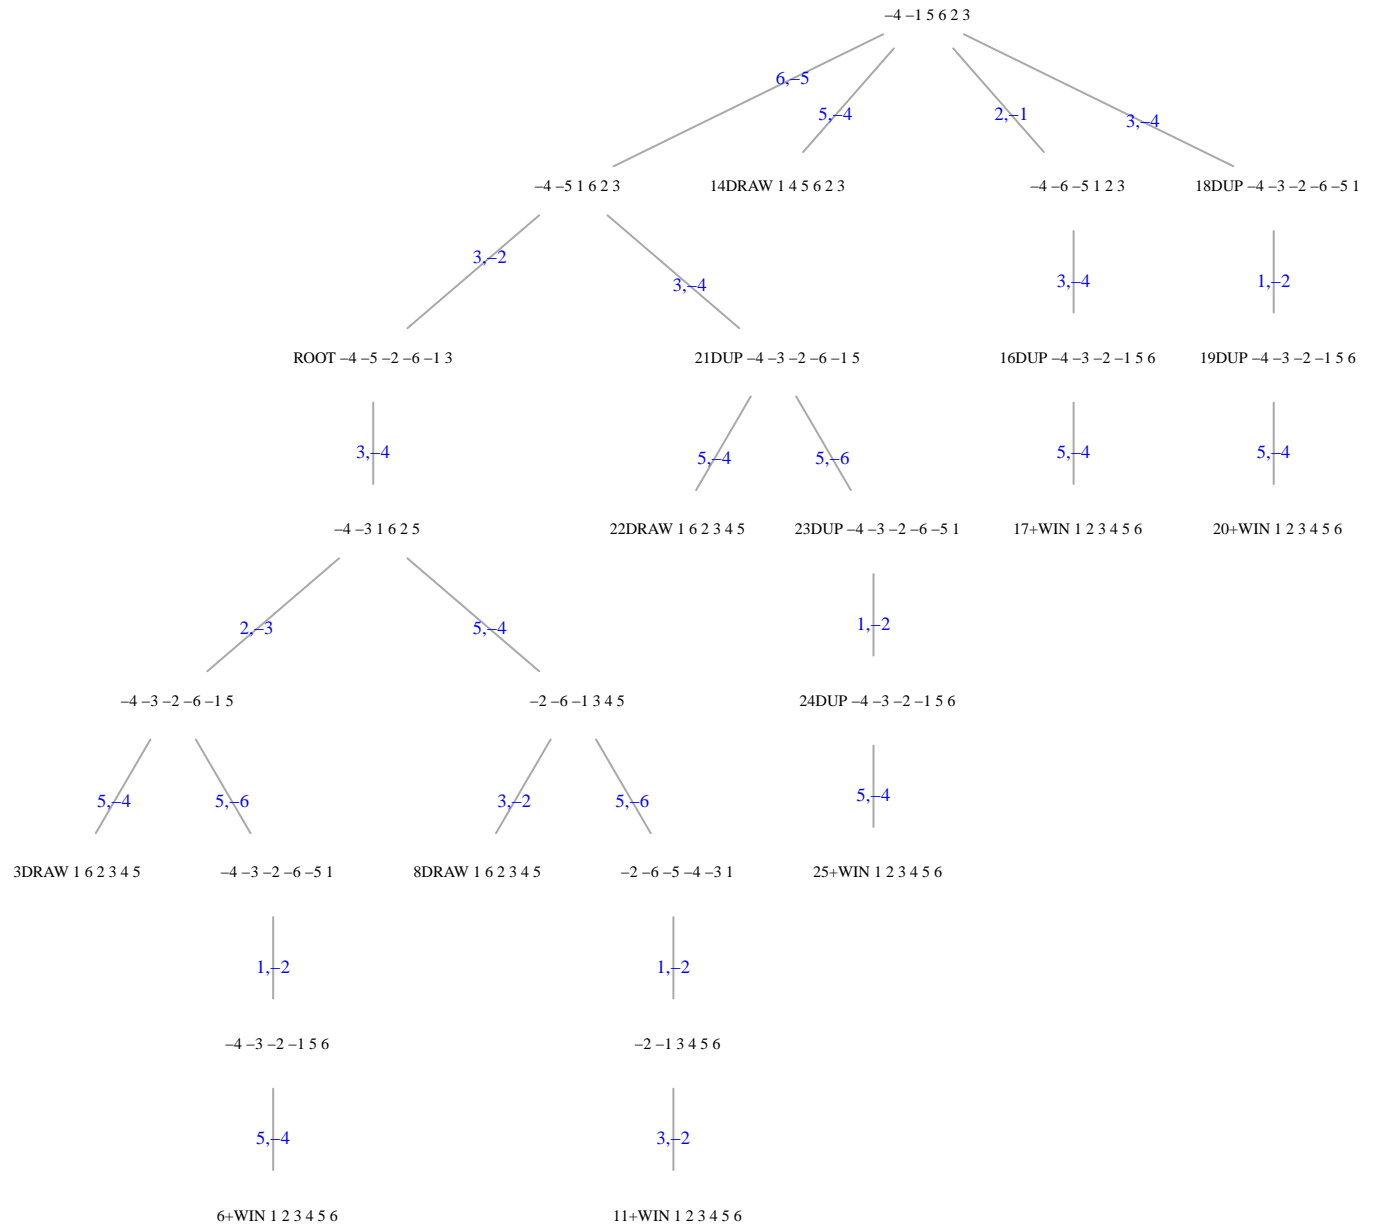 –4 –1 5 6 2 3
6,–5
5,–4
2,–1
3,–4
–4 –5 1 6 2 3
14DRAW 1 4 5 6 2 3
–4 –6 –5 1 2 3
18DUP –4 –3 –2 –6 –5 1
3,–2
3,–4
3,–4
1,–2
ROOT –4 –5 –2 –6 –1 3
21DUP –4 –3 –2 –6 –1 5
16DUP –4 –3 –2 –1 5 6
19DUP –4 –3 –2 –1 5 6
3,–4
5,–4
5,–6
5,–4
5,–4
–4 –3 1 6 2 5
22DRAW 1 6 2 3 4 5
23DUP –4 –3 –2 –6 –5 1
17+WIN 1 2 3 4 5 6
20+WIN 1 2 3 4 5 6
2,–3
5,–4
1,–2
–4 –3 –2 –6 –1 5
–2 –6 –1 3 4 5
24DUP –4 –3 –2 –1 5 6
5,–4
5,–6
3,–2
5,–6
5,–4
3DRAW 1 6 2 3 4 5
–4 –3 –2 –6 –5 1
8DRAW 1 6 2 3 4 5
–2 –6 –5 –4 –3 1
25+WIN 1 2 3 4 5 6
1,–2
1,–2
–4 –3 –2 –1 5 6
–2 –1 3 4 5 6
5,–4
3,–2
6+WIN 1 2 3 4 5 6
11+WIN 1 2 3 4 5 6